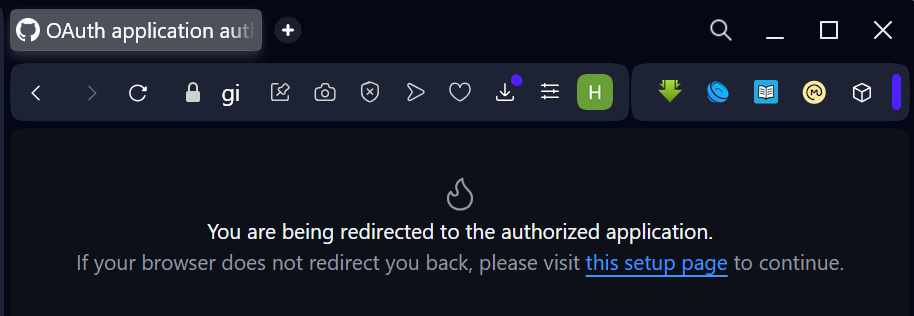 OAuth application aut
gi
H
You are being redirected to the authorized application.
If your browser does not redirect you back, please visit this setup page to continue.